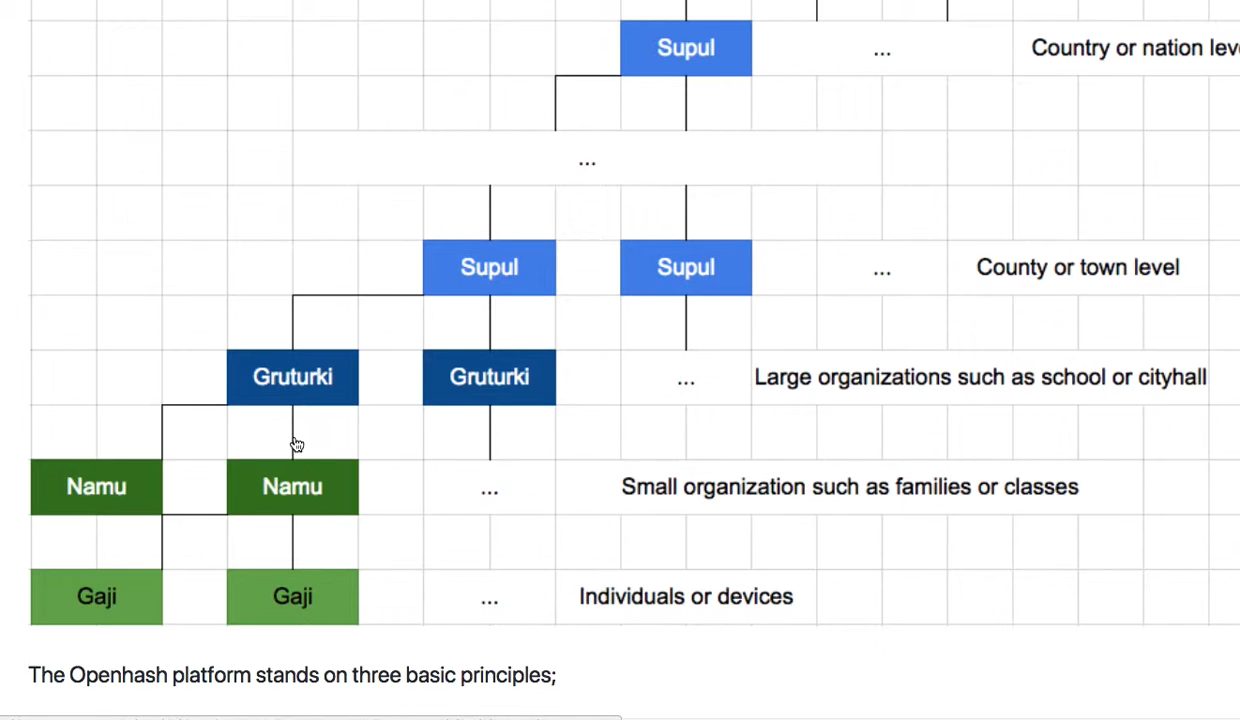 Supul ... Country or nation
...
Supul Supul ... County or town level
Gruturki Gruturki ... Large organizations such as school or cityhall
Namu Namu ... Small organization such as families or classes
Gaji Gaji ... Individuals or devices
The Openhash platform stands on three basic principles;